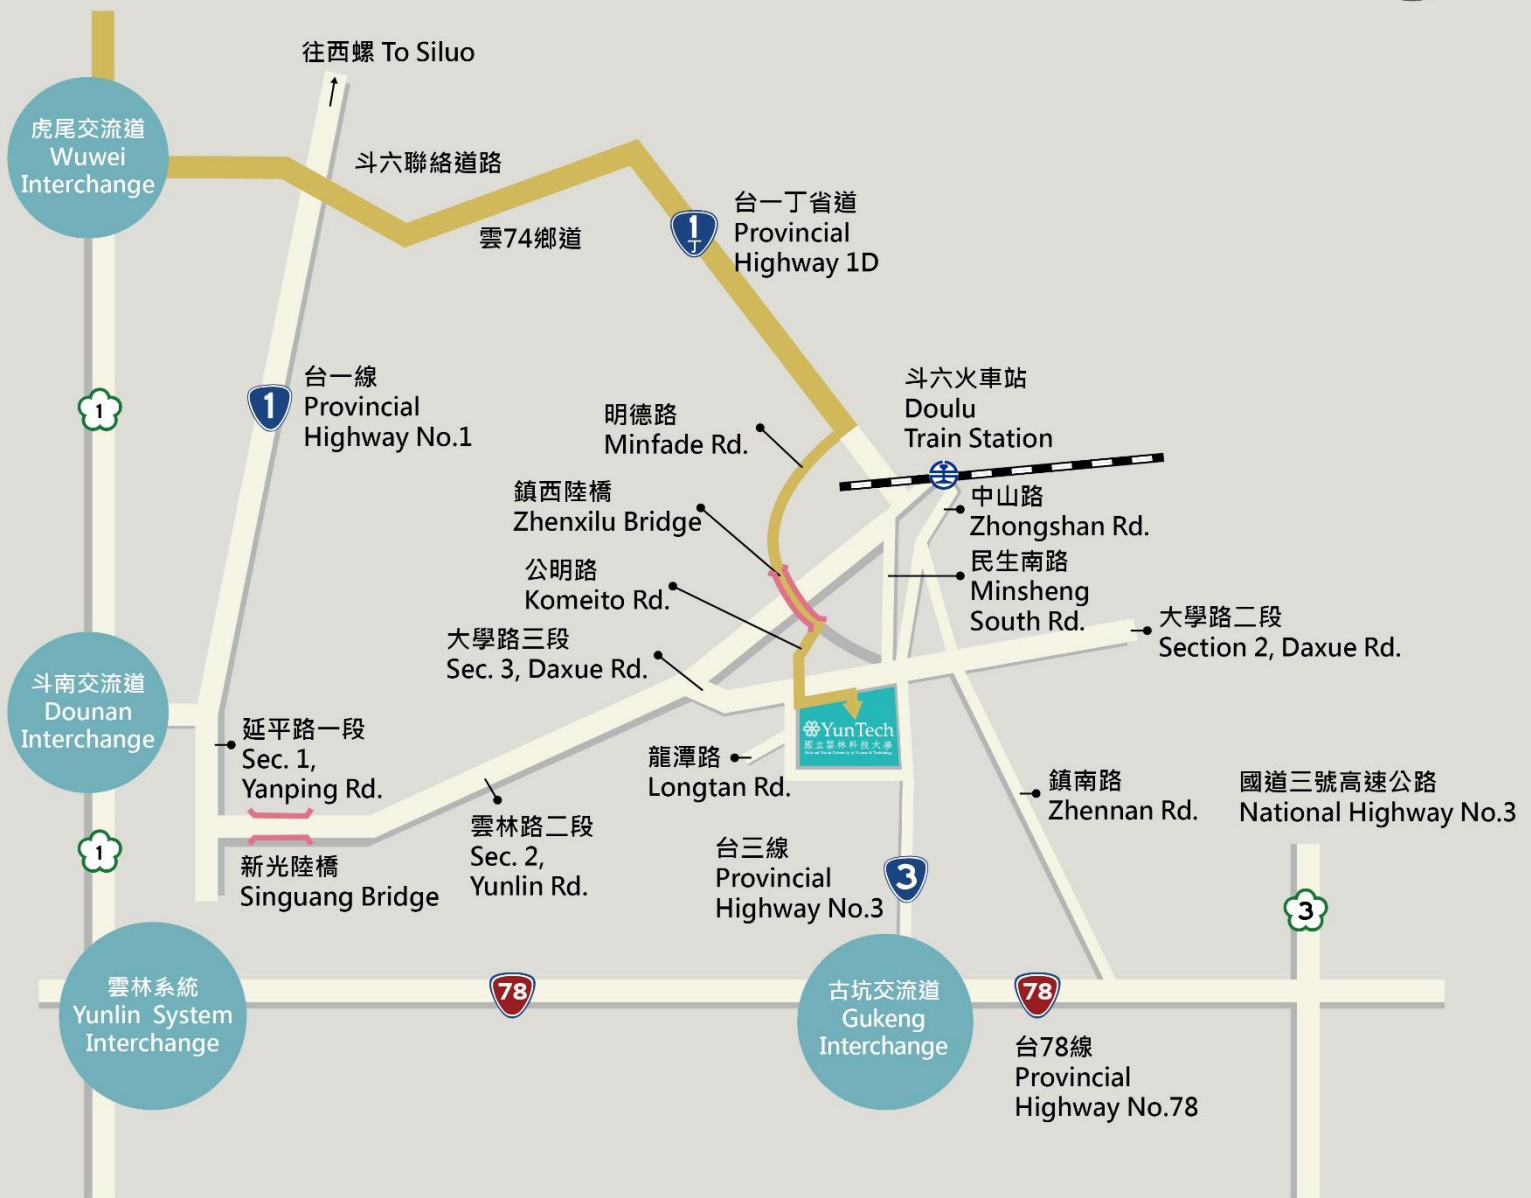 往西螺 To Siluo
虎尾交流道
Wuwei
Interchange
斗六聯絡道路
雲74鄉道
1
丁
台一丁省道
Provincial
Highway 1D
1
1
台一線
Provincial
Highway No.1
斗六火車站
Doulu
Train Station
明德路
Minfade Rd.
鎮西陸橋
Zhenxilu Bridge
中山路
Zhongshan Rd.
公明路
Komeito Rd.
民生南路
Minsheng
South Rd.
大學路三段
Sec. 3, Daxue Rd.
大學路二段
Section 2, Daxue Rd.
斗南交流道
Dounan
Interchange
延平路一段
Sec. 1,
Yanping Rd.
YunTech
國立雲林科技大學
龍潭路
Longtan Rd.
鎮南路
Zhennan Rd.
國道三號高速公路
National Highway No.3
1
新光陸橋
Singuang Bridge
雲林路二段
Sec. 2,
Yunlin Rd.
台三線
Provincial
Highway No.3
3
3
雲林系統
Yunlin System
Interchange
78
古坑交流道
Gukeng
Interchange
78
台78線
Provincial
Highway No.78